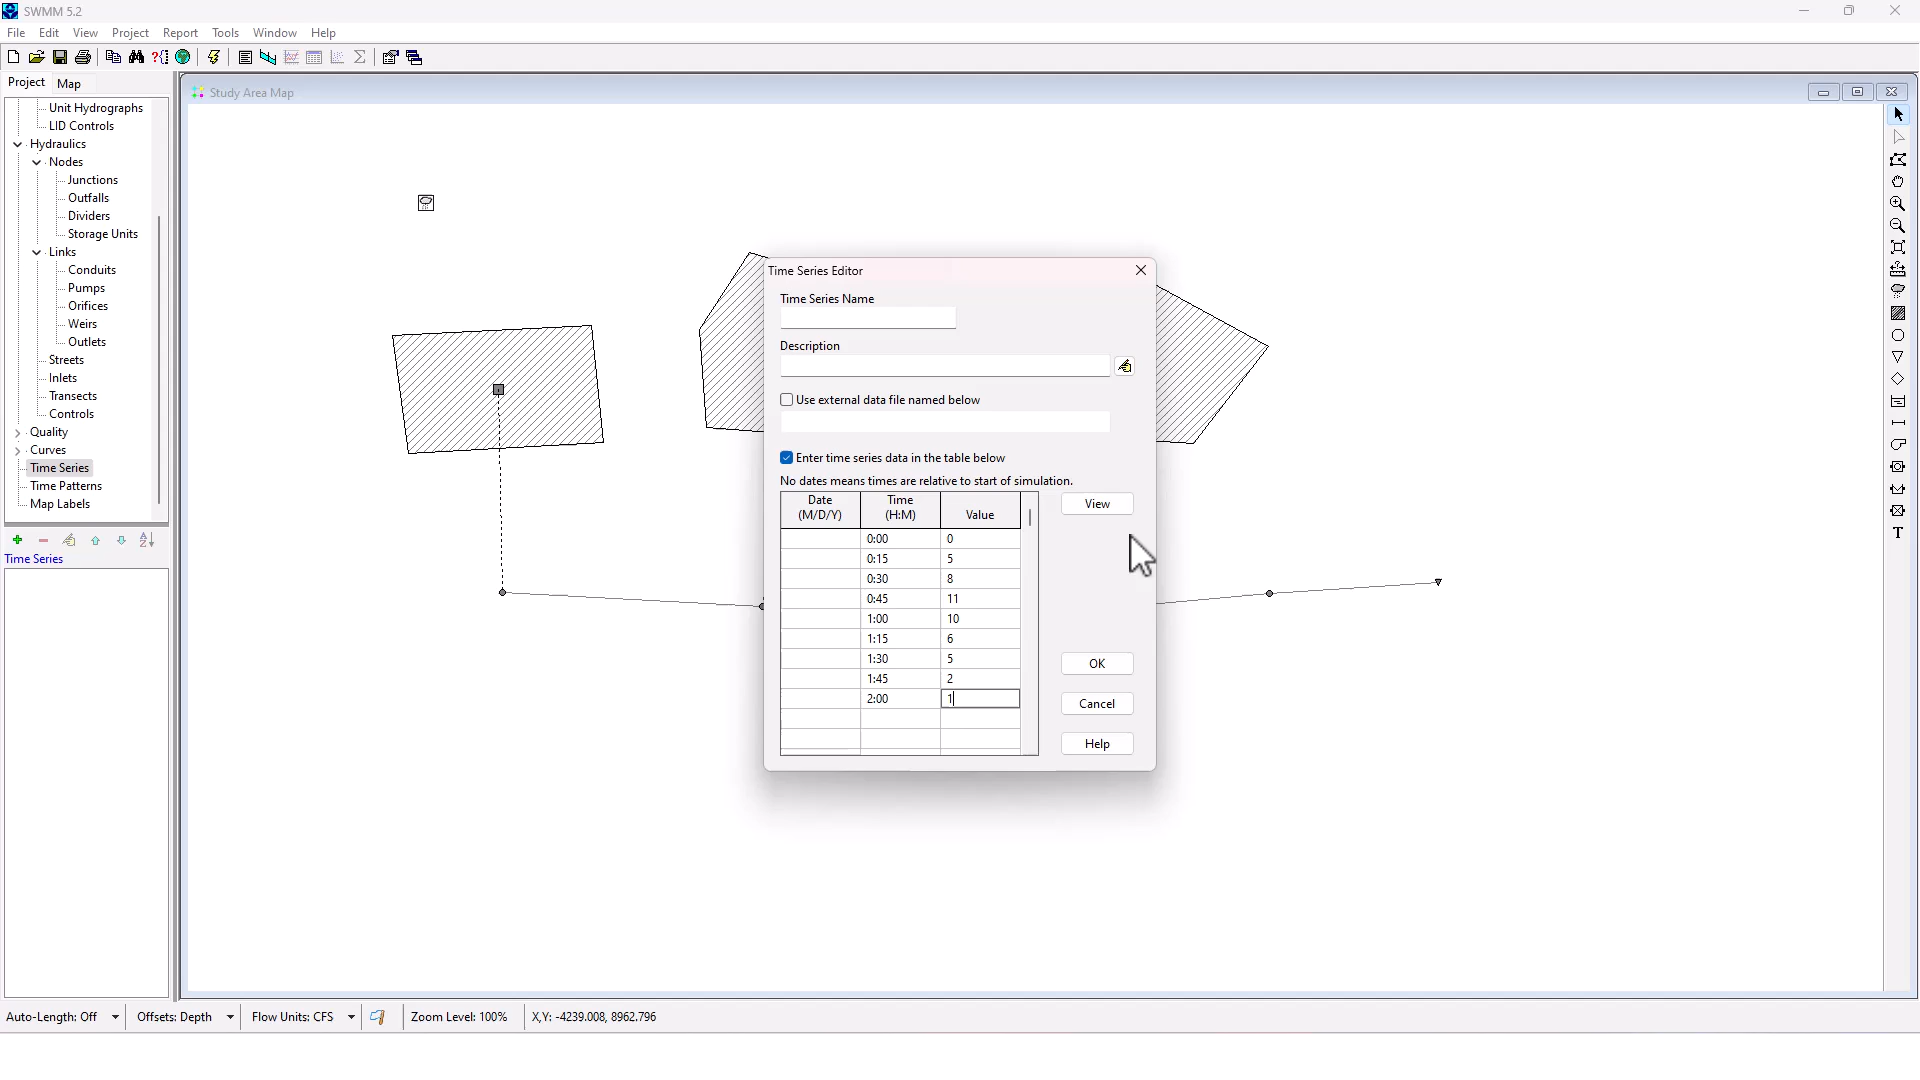 SWMM 5.2
File Edit View Project Report Tools Window Help
Project Map
Study Area Map
Unit Hydrographs
LID Controls
Hydraulics
Nodes
Junctions
Outfalls
Dividers
Storage Units
Links
Conduits
Pumps
Orifices
Weirs
Outlets
Streets
Inlets
Transects
Controls
Quality
Curves
Time Series
Time Patterns
Map Labels
Time Series
Time Series Editor
Time Series Name
Description
Use external data file named below
Enter time series data in the table below
No dates means times are relative to start of simulation.
Date (M/D/Y) Time (H:M) Value
0:00 0
0:15 5
0:30 8
0:45 11
1:00 10
1:15 6
1:30 5
1:45 2
2:00 1
View
OK
Cancel
Help
T
Auto-Length: Off Offsets: Depth Flow Units: CFS Zoom Level: 100% X,Y: -4239.008, 8962.796